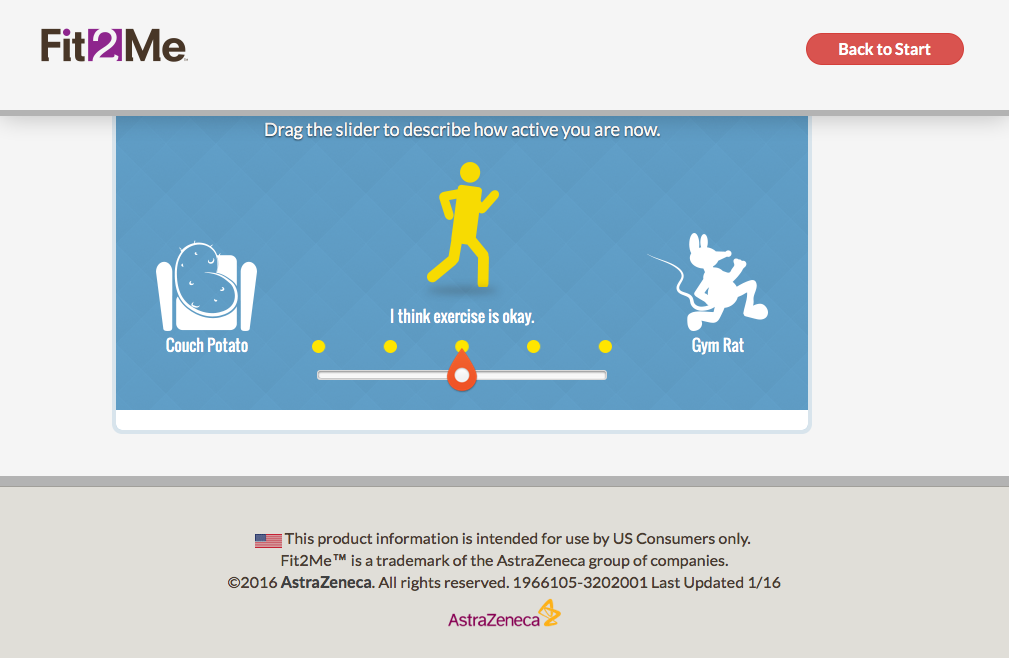 Fit2Me™
Back to Start
Drag the slider to describe how active you are now.
I think exercise is okay.
Couch Potato
Gym Rat
This product information is intended for use by US Consumers only.
Fit2Me™ is a trademark of the AstraZeneca group of companies.
©2016 AstraZeneca. All rights reserved. 1966105-3202001 Last Updated 1/16
AstraZeneca